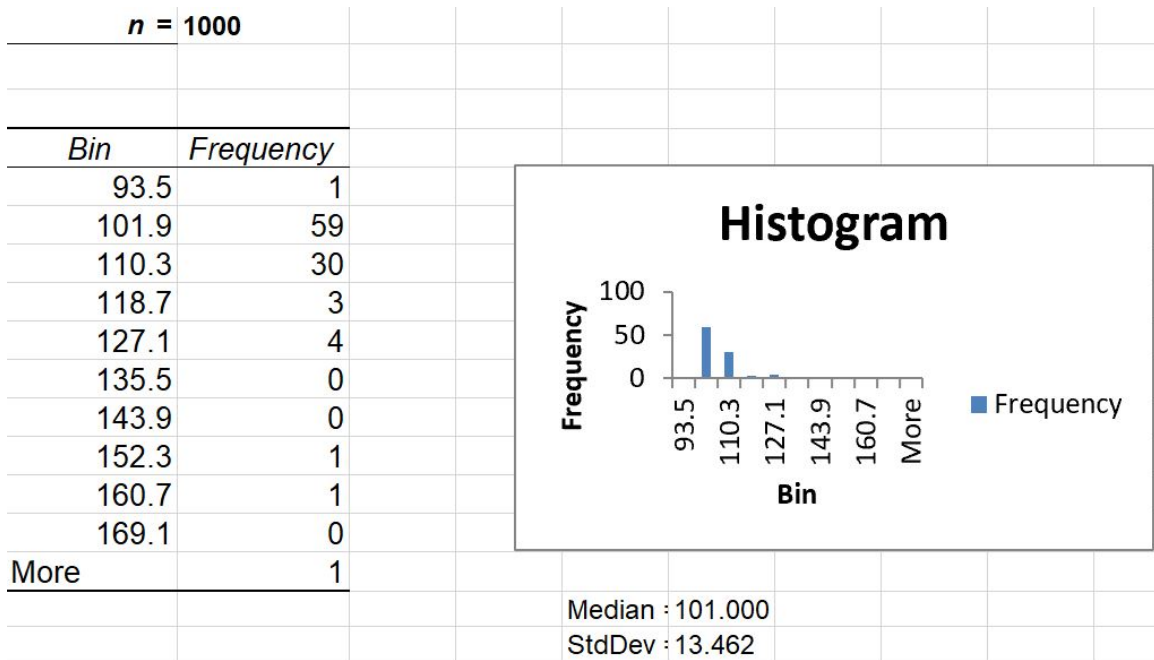 n = 1000
Bin Frequency
93.5 1
101.9 59
110.3 30
118.7 3
127.1 4
135.5 0
143.9 0
152.3 1
160.7 1
169.1 0
More 1
Histogram
Frequency
100
50
0
93.5
110.3
127.1
143.9
160.7
More
Bin
Frequency
Median = 101.000
StdDev = 13.462